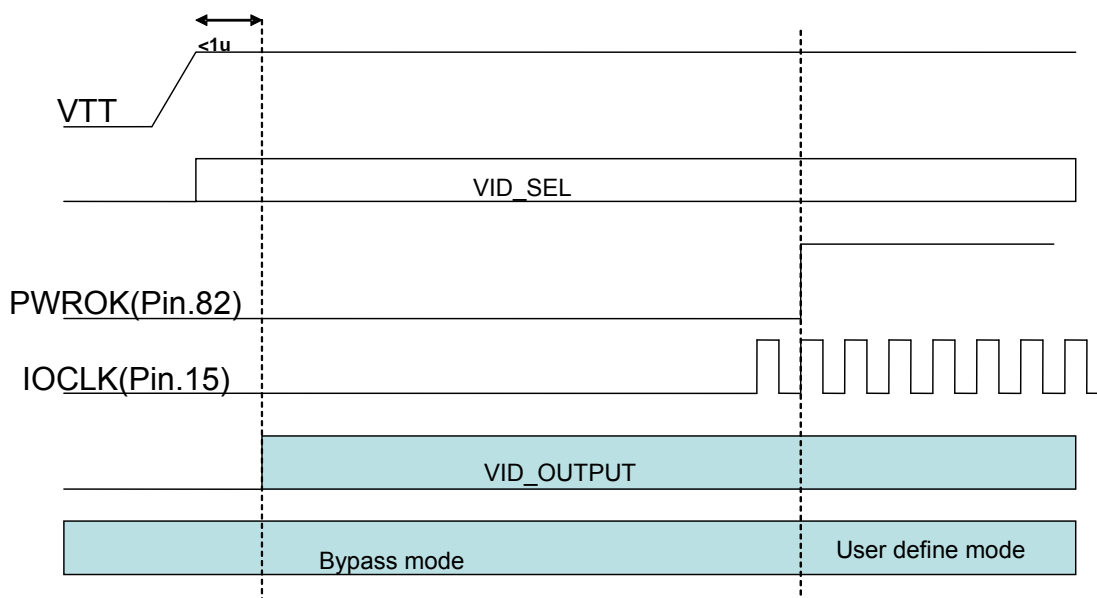 <1u
VTT
VID_SEL
PWROK(Pin.82)
IOCLK(Pin.15)
VID_OUTPUT
Bypass mode
User define mode